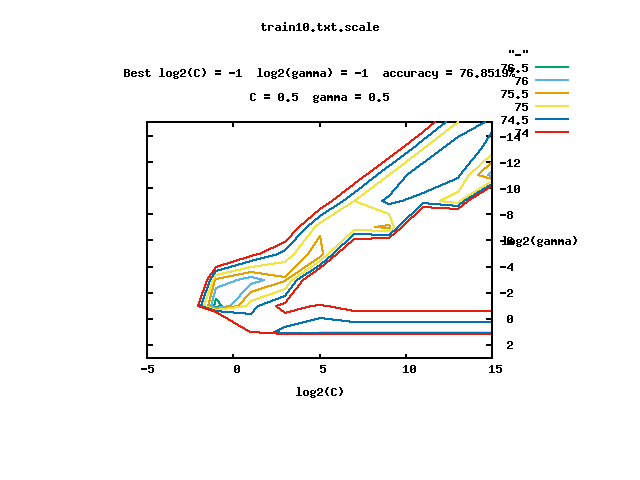 train10.txt.scale
"-"
Best log2(C) = -1  log2(gamma) = -1  accuracy = 76.8519%
76.5
76
C = 0.5  gamma = 0.5
75.5
75
74.5
74
-14
-12
-10
-8
-6
log2(gamma)
-4
-2
0
2
-5 0 5 10 15
log2(C)